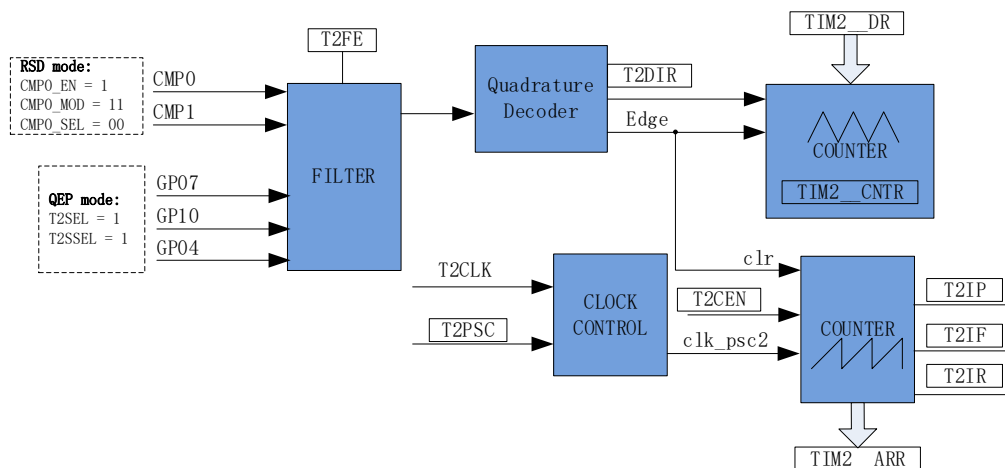 T2FE
TIM2__DR
RSD mode:
CMP0_EN = 1
CMP0_MOD = 11
CMP0_SEL = 00
CMP0
CMP1
Quadrature
Decoder
T2DIR
Edge
COUNTER
TIM2__CNTR
FILTER
QEP mode:
T2SEL = 1
T2SSEL = 1
GP07
GP10
GP04
T2CLK
T2PSC
CLOCK
CONTROL
clr
T2CEN
clk_psc2
COUNTER
T2IP
T2IF
T2IR
TIM2__ARR